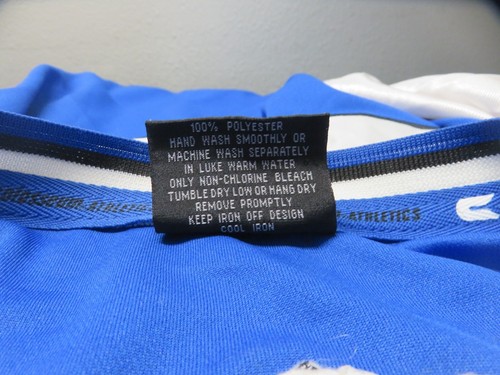 100% POLYESTER
HAND WASH SMOOTHLY OR
MACHINE WASH SEPARATELY
IN LUKE WARM WATER
ONLY NON-CHLORINE BLEACH
TUMBLE DRY LOW OR HANG DRY
REMOVE PROMPTLY
KEEP IRON OFF DESIGN
COOL IRON
ATHLETICS